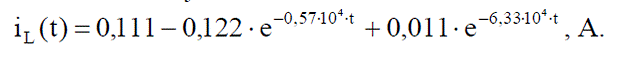 i_L(t) = 0,111 − 0,122 · e^{−0,57·10^4·t} + 0,011 · e^{−6,33·10^4·t} , A.